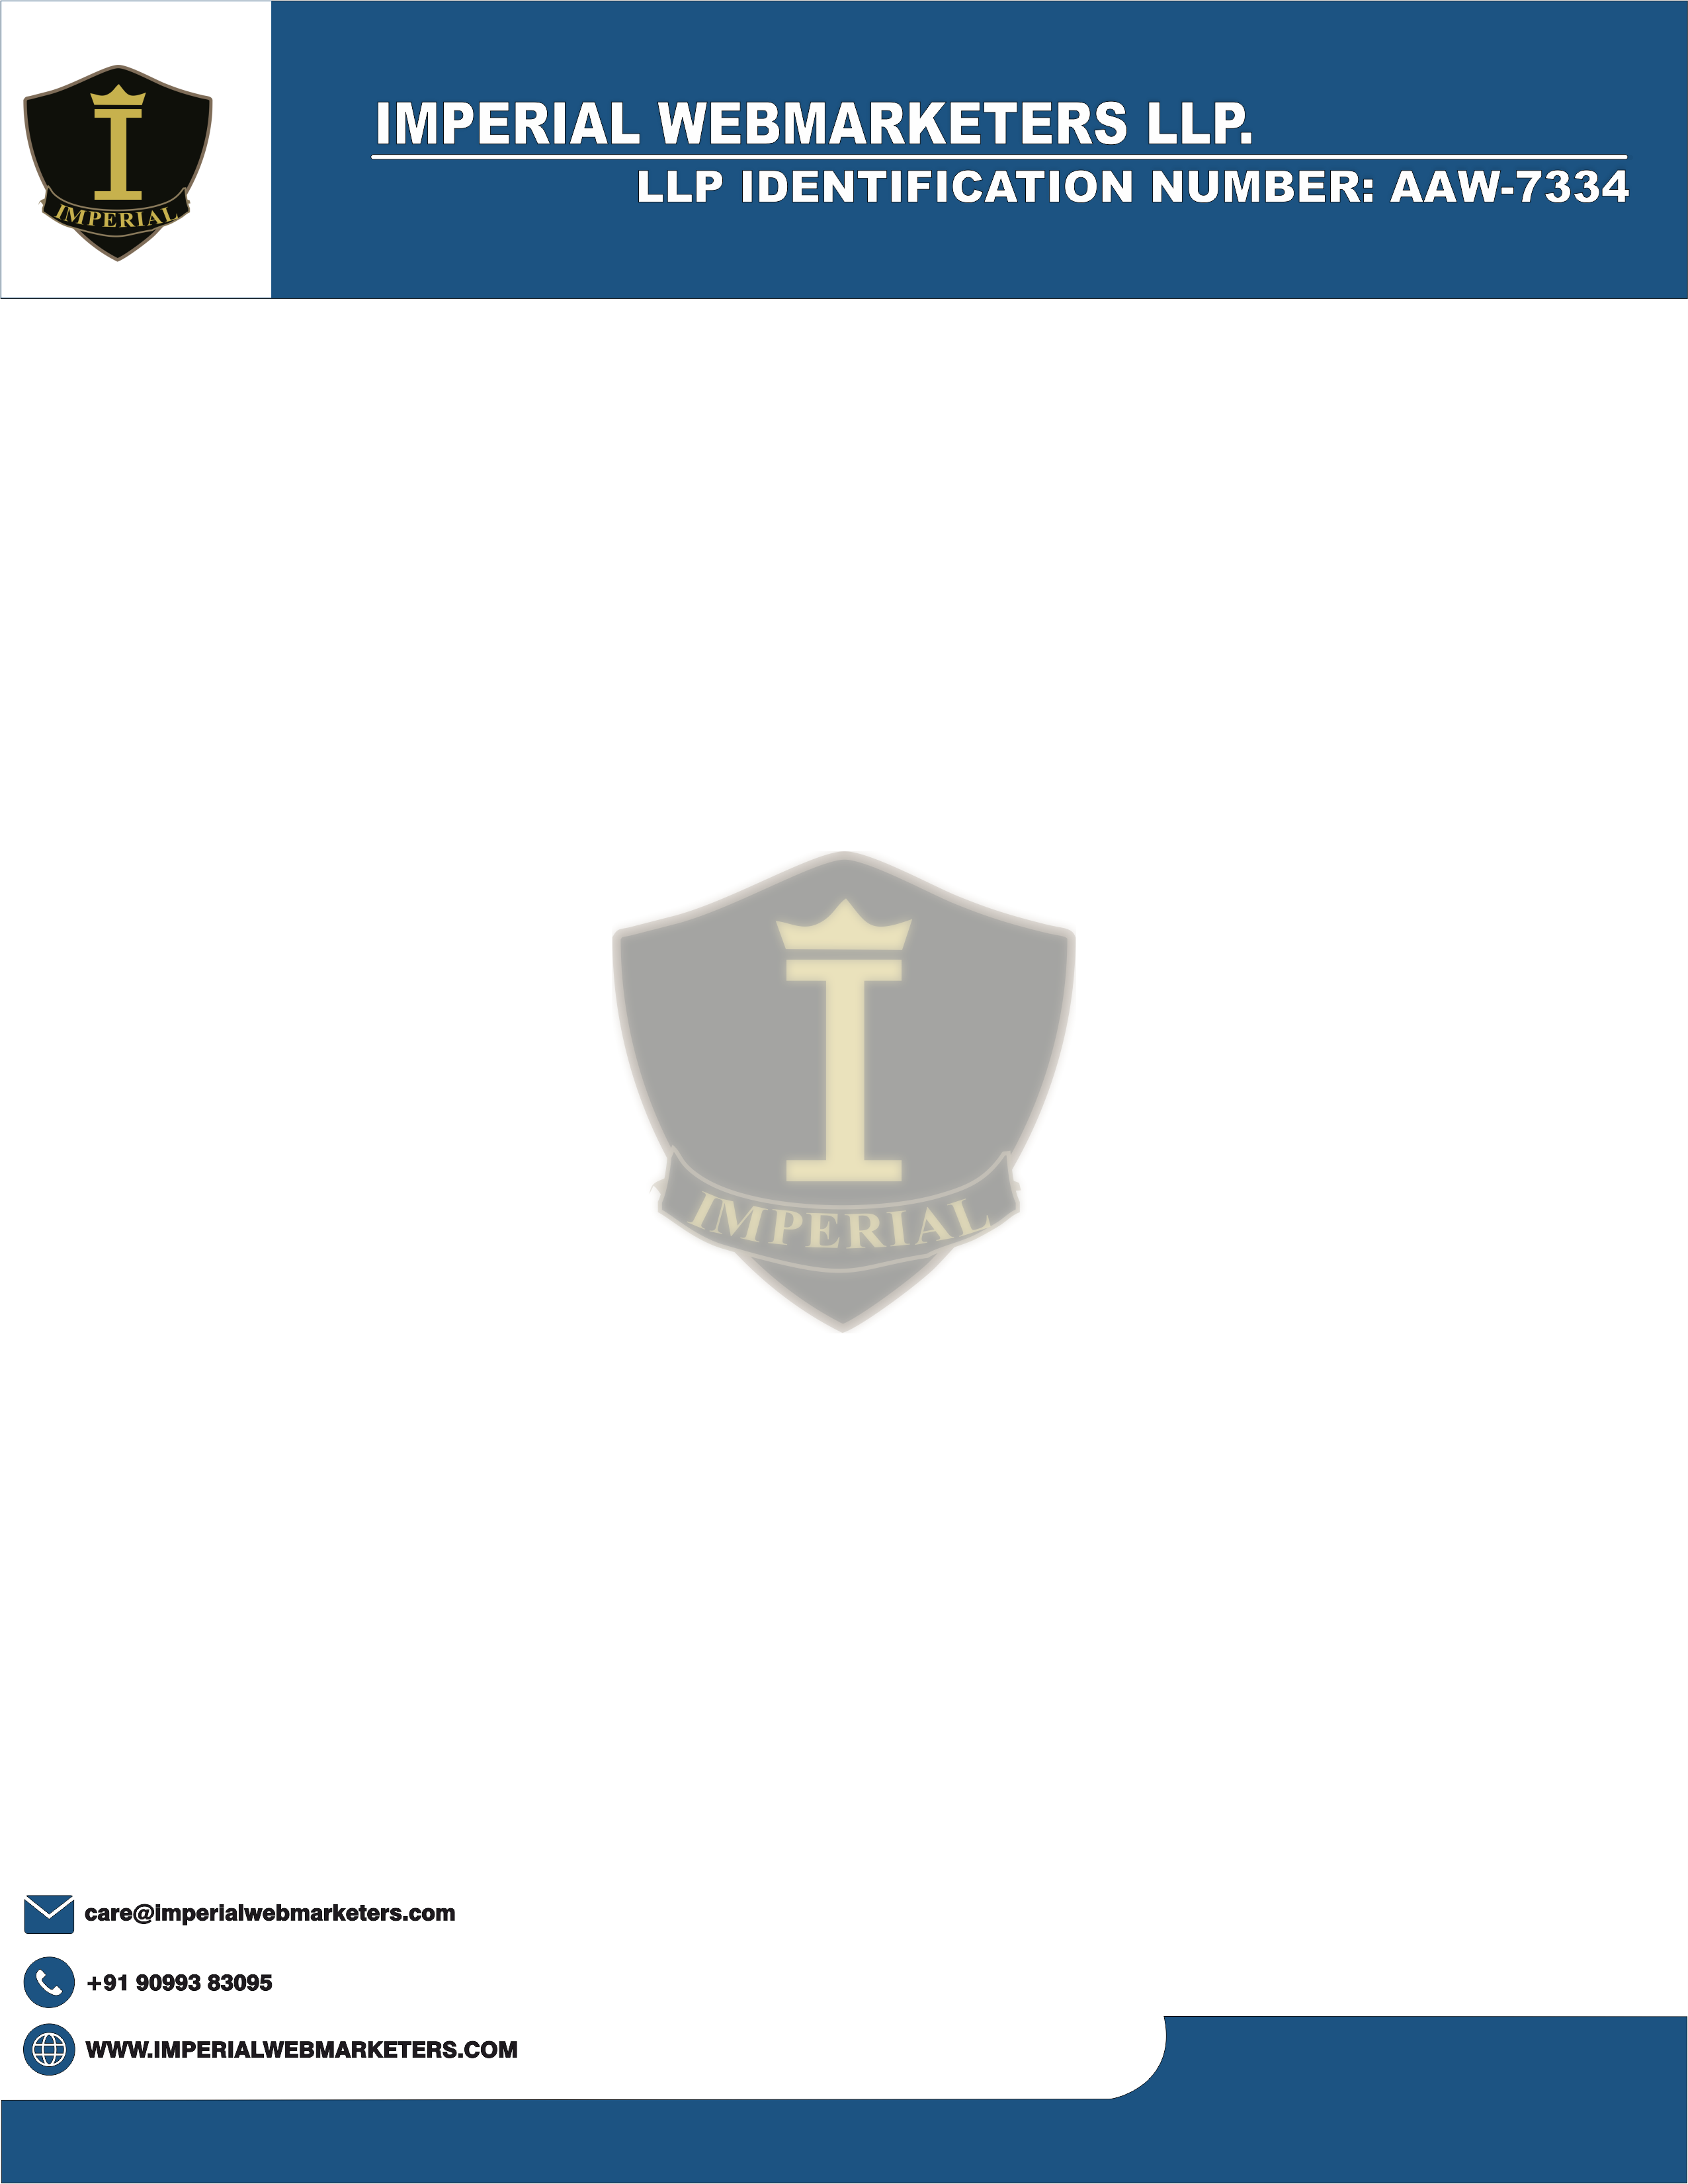 IMPERIAL
IMPERIAL WEBMARKETERS LLP.
LLP IDENTIFICATION NUMBER: AAW-7334
IMPERIAL
care@imperialwebmarketers.com
+91 90993 83095
WWW.IMPERIALWEBMARKETERS.COM